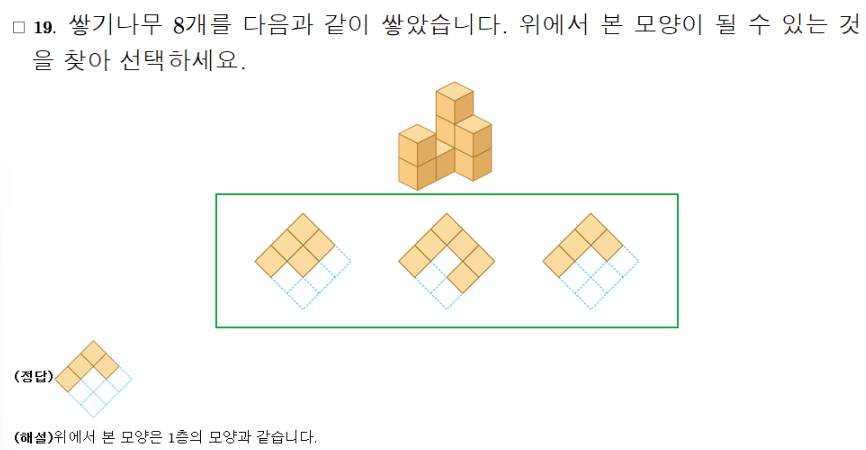 □ 19. 쌓기나무 8개를 다음과 같이 쌓았습니다. 위에서 본 모양이 될 수 있는 것
을 찾아 선택하세요.
(정답)
(해설)위에서 본 모양은 1층의 모양과 같습니다.